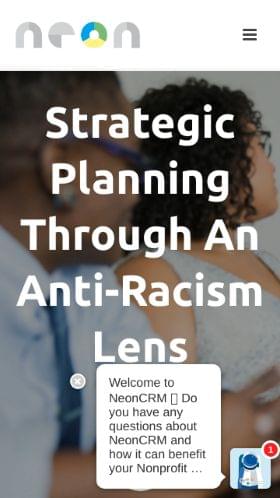 neon
Strategic
Planning
Through An
Anti-Racism
Lens
Welcome to
NeonCRM ▯ Do
you have any
questions about
NeonCRM and
how it can benefit
your Nonprofit ...
1